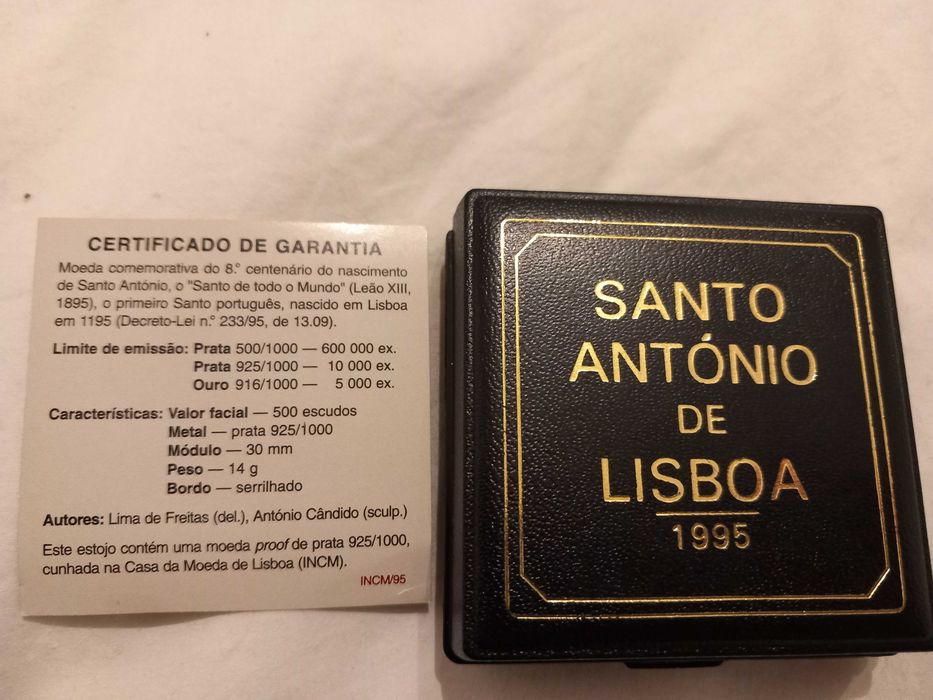 CERTIFICADO DE GARANTIA
Moeda comemorativa do 8.º centenário do nascimento
de Santo António, o "Santo de todo o Mundo" (Leão XIII,
1895), o primeiro Santo português, nascido em Lisboa
em 1195 (Decreto-Lei n.º 233/95, de 13.09).
Limite de emissão: Prata 500/1000 — 600 000 ex.
Prata 925/1000 — 10 000 ex.
Ouro 916/1000 — 5 000 ex.
Características: Valor facial — 500 escudos
Metal — prata 925/1000
Módulo — 30 mm
Peso — 14 g
Bordo — serrilhado
Autores: Lima de Freitas (del.), António Cândido (sculp.)
Este estojo contém uma moeda proof de prata 925/1000,
cunhada na Casa da Moeda de Lisboa (INCM).
INCM/95
SANTO
ANTÓNIO
DE
LISBOA
1995